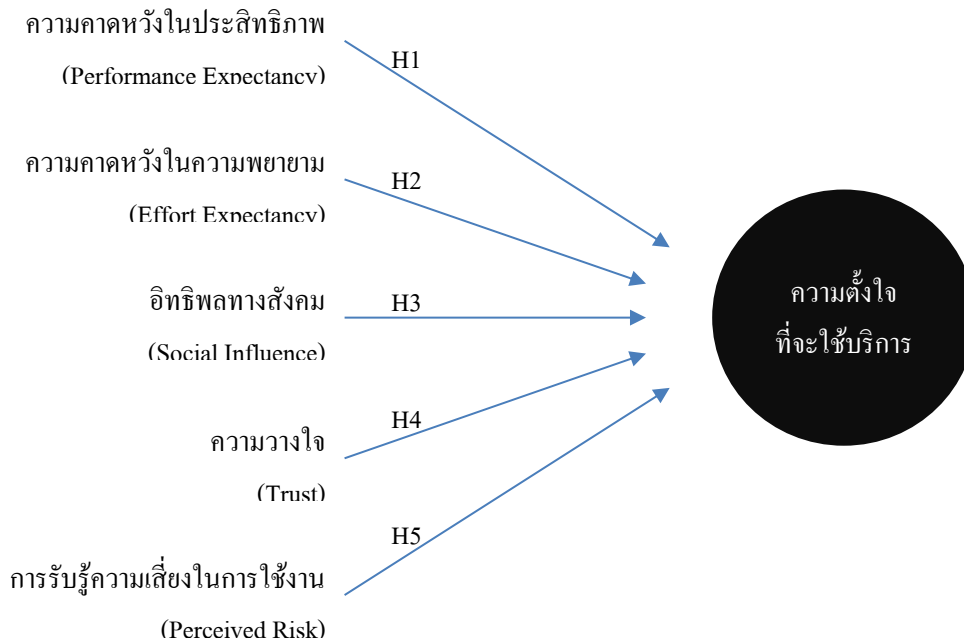 ความคาดหวังในประสิทธิภาพ
(Performance Expectancy)
H1
ความคาดหวังในความพยายาม
(Effort Expectancy)
H2
อิทธิพลทางสังคม
(Social Influence)
H3
ความวางใจ
(Trust)
H4
การรับรู้ความเสี่ยงในการใช้งาน
(Perceived Risk)
H5
ความตั้งใจ
ที่จะใช้บริการ